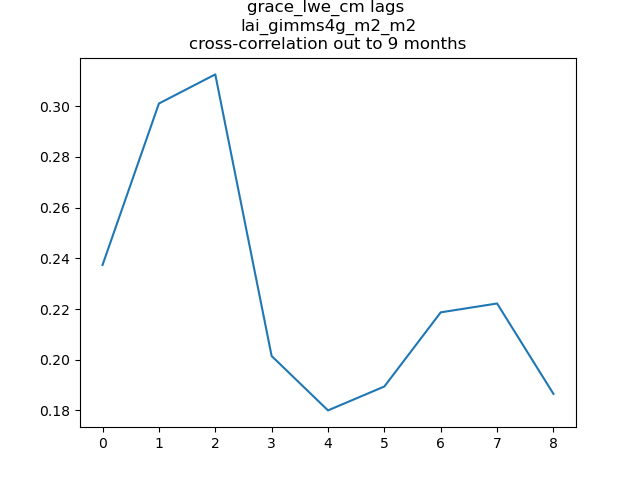 grace_lwe_cm lags
lai_gimms4g_m2_m2
cross-correlation out to 9 months
0.30
0.28
0.26
0.24
0.22
0.20
0.18
0 1 2 3 4 5 6 7 8